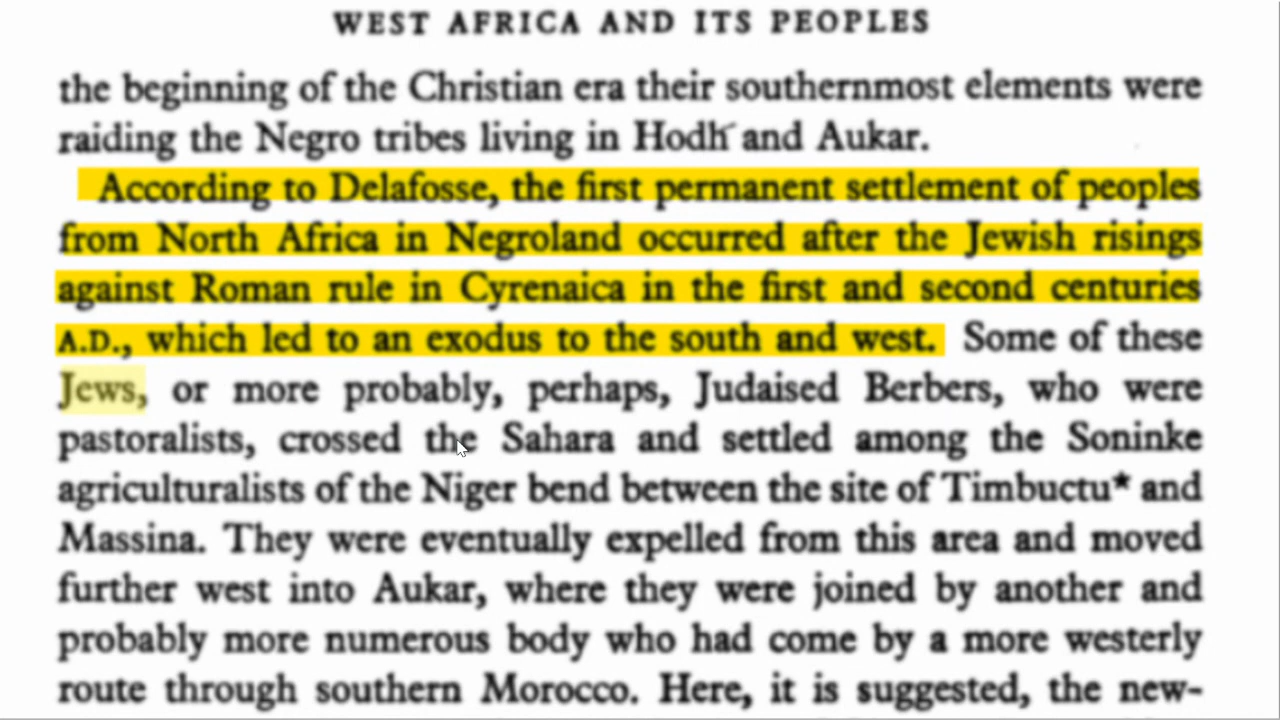 WEST AFRICA AND ITS PEOPLES
the beginning of the Christian era their southernmost elements were
raiding the Negro tribes living in Hodh and Aukar.
According to Delafosse, the first permanent settlement of peoples
from North Africa in Negroland occurred after the Jewish risings
against Roman rule in Cyrenaica in the first and second centuries
A.D., which led to an exodus to the south and west. Some of these
Jews, or more probably, perhaps, Judaised Berbers, who were
pastoralists, crossed the Sahara and settled among the Soninke
agriculturalists of the Niger bend between the site of Timbuctu* and
Massina. They were eventually expelled from this area and moved
further west into Aukar, where they were joined by another and
probably more numerous body who had come by a more westerly
route through southern Morocco. Here, it is suggested, the new-